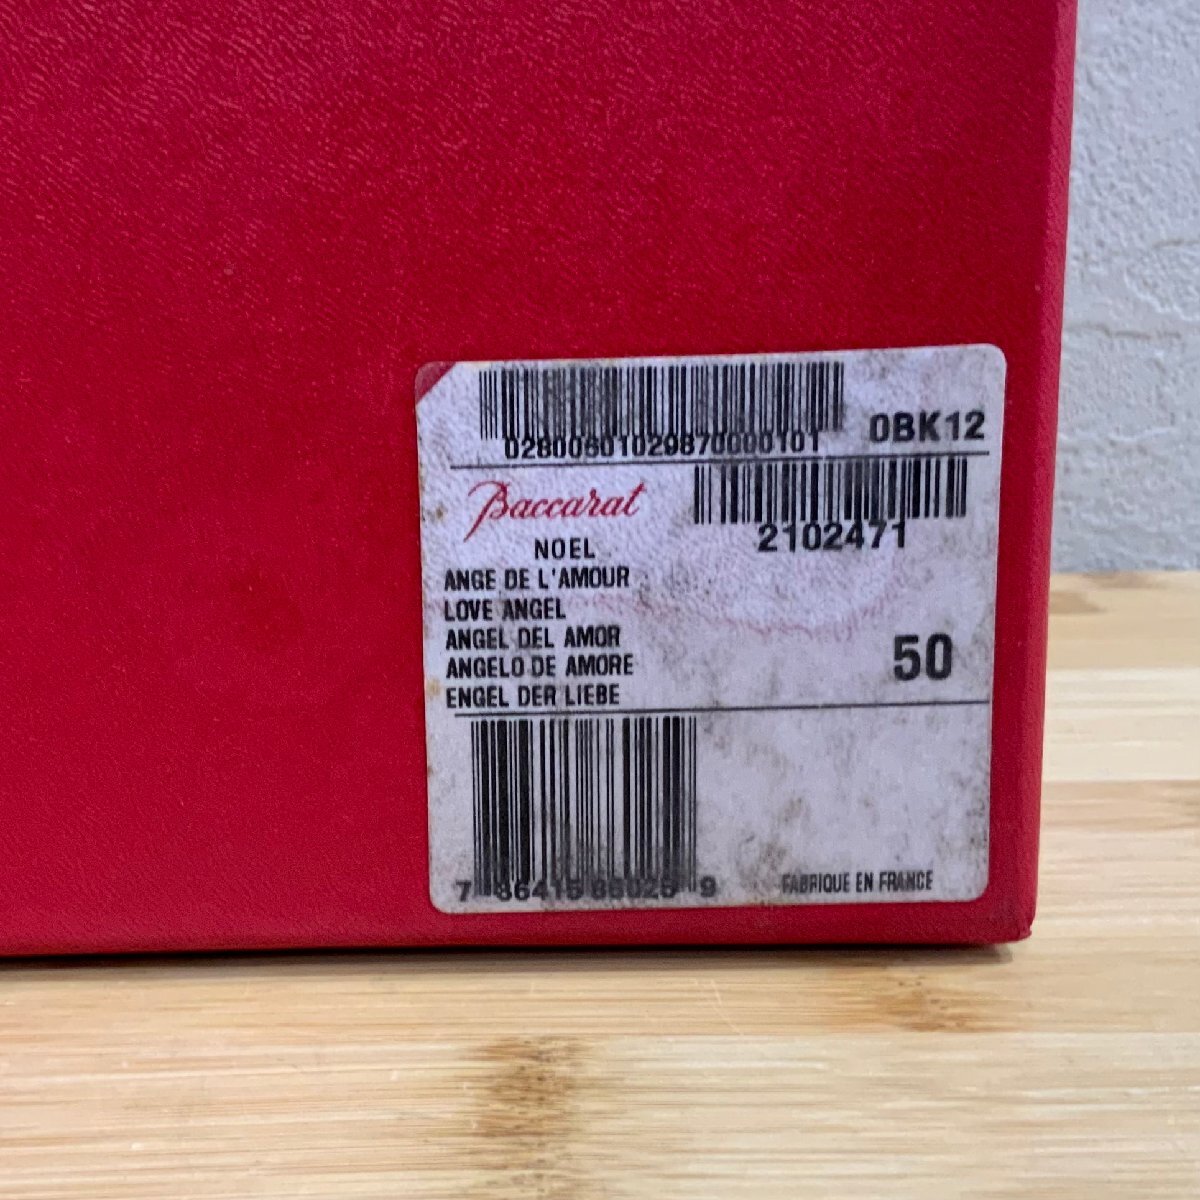 02800601029870000101 0BK12
Baccarat
2102471
NOEL
ANGE DE L'AMOUR
LOVE ANGEL
ANGEL DEL AMOR
ANGELO DE AMORE
ENGEL DER LIEBE
50
FABRIQUE EN FRANCE